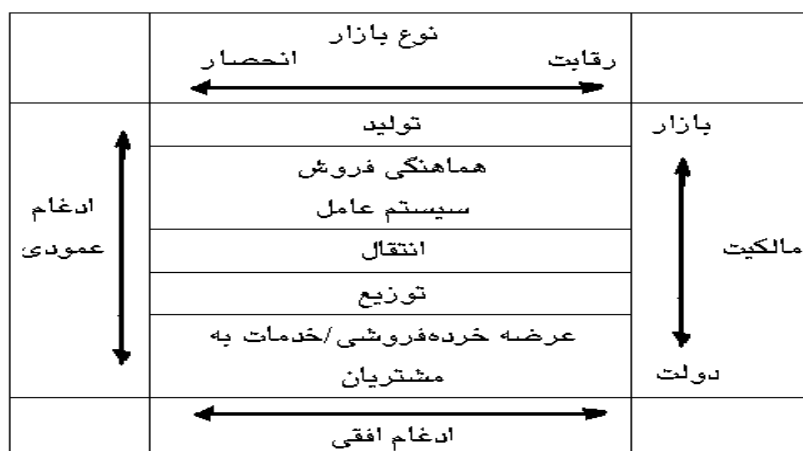 نوع بازار
رقابت انحصار
بازار
تولید
هماهنگی فروش
سیستم عامل
ادغام
عمودی
انتقال
مالکیت
توزیع
عرضه خرده‌فروشی/خدمات به
مشتریان
دولت
ادغام افقی